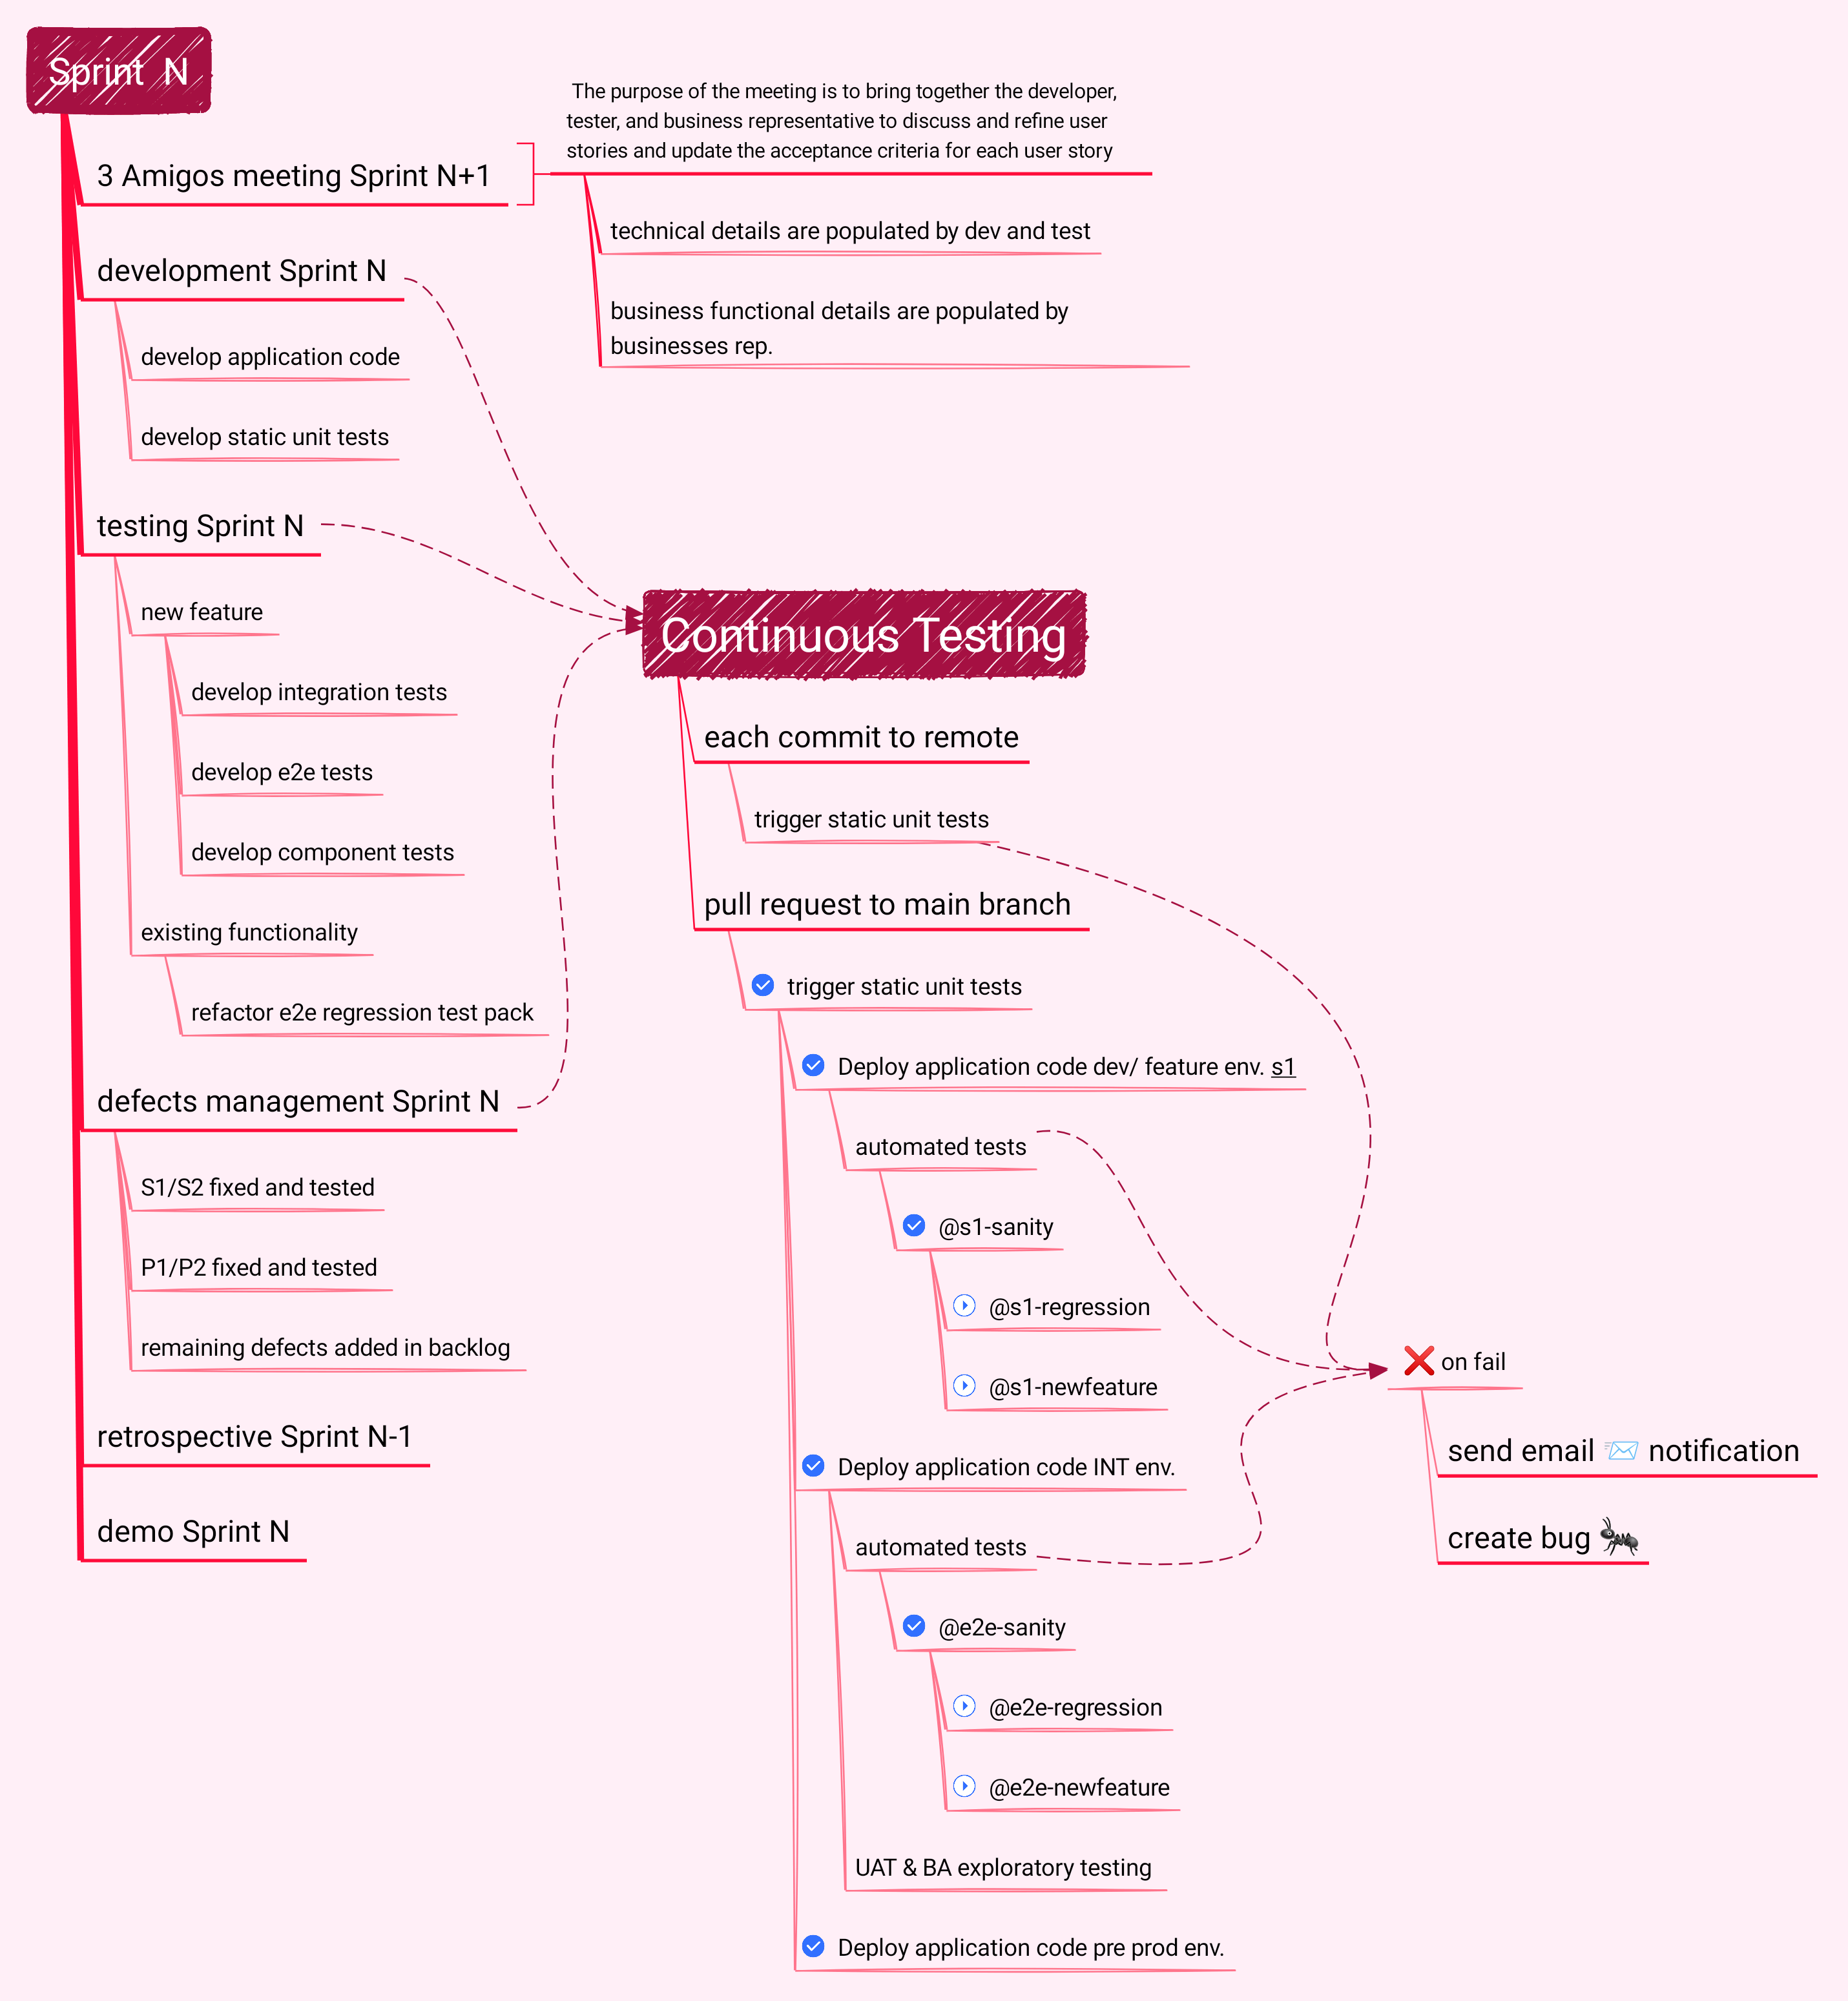 Sprint N
3 Amigos meeting Sprint N+1
The purpose of the meeting is to bring together the developer,
tester, and business representative to discuss and refine user
stories and update the acceptance criteria for each user story
technical details are populated by dev and test
business functional details are populated by
businesses rep.
development Sprint N
develop application code
develop static unit tests
testing Sprint N
new feature
develop integration tests
develop e2e tests
develop component tests
existing functionality
refactor e2e regression test pack
defects management Sprint N
S1/S2 fixed and tested
P1/P2 fixed and tested
remaining defects added in backlog
retrospective Sprint N-1
demo Sprint N
Continuous Testing
each commit to remote
trigger static unit tests
pull request to main branch
trigger static unit tests
Deploy application code dev/ feature env. s1
automated tests
@s1-sanity
@s1-regression
@s1-newfeature
Deploy application code INT env.
automated tests
@e2e-sanity
@e2e-regression
@e2e-newfeature
UAT & BA exploratory testing
Deploy application code pre prod env.
❌ on fail
send email 📨 notification
create bug 🐜